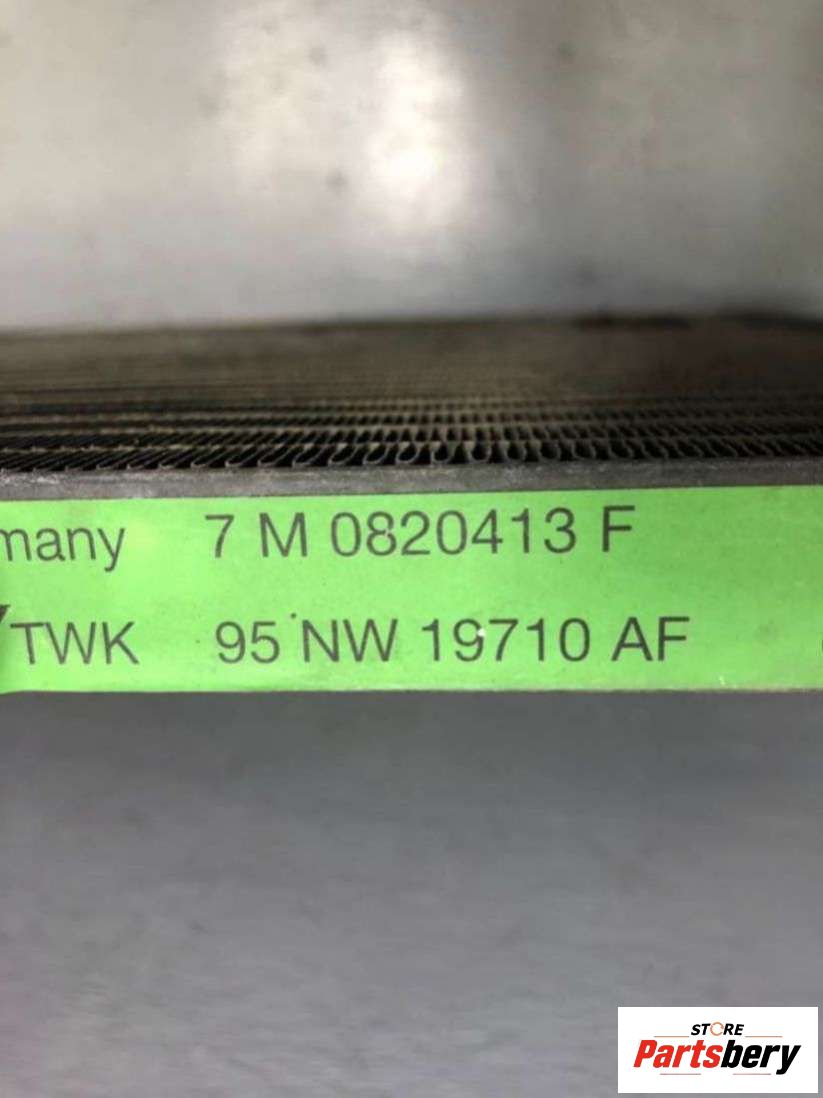 many 7 M 0820413 F
TWK 95 NW 19710 AF
STORE
Partsbery